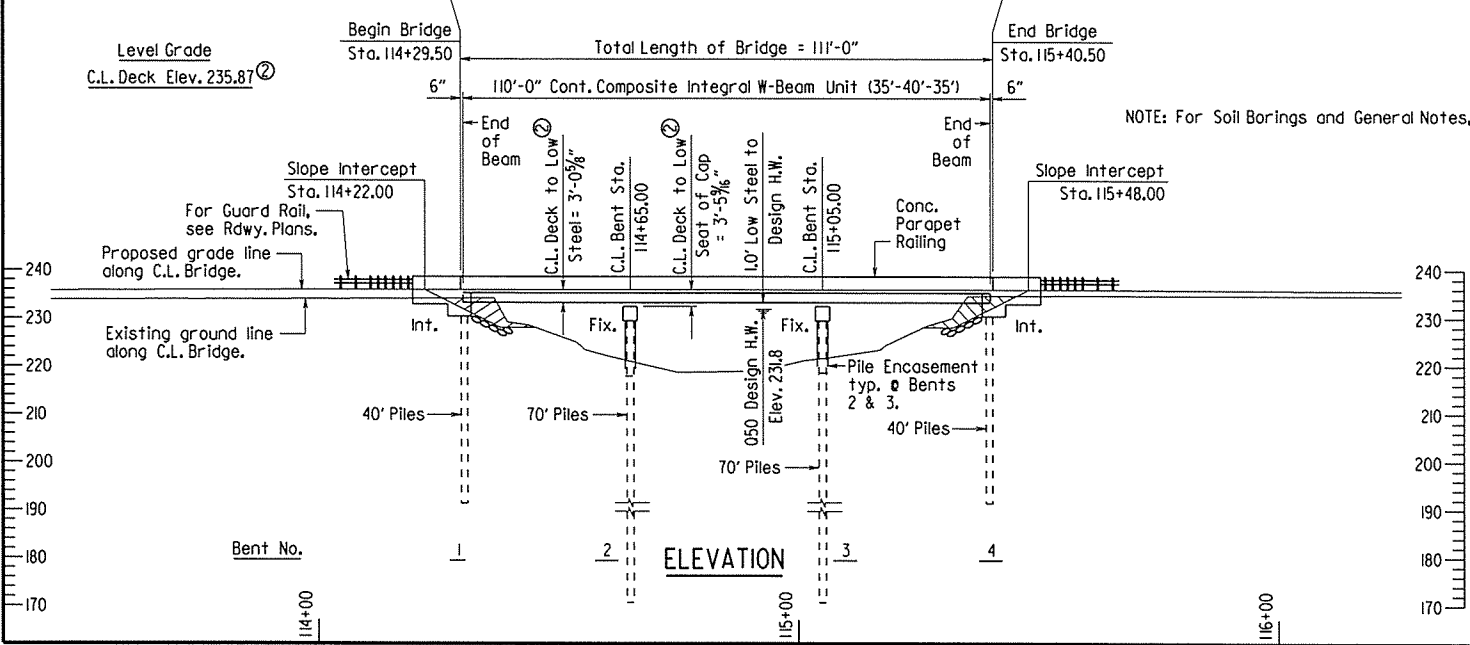 Begin Bridge
Sta. 114+29.50
End Bridge
Sta. 115+40.50
Level Grade
C.L. Deck Elev. 235.87 ②
Total Length of Bridge = 111'-0"
6"
110'-0" Cont. Composite Integral W-Beam Unit (35'-40'-35')
6"
NOTE: For Soil Borings and General Notes,
End
of
Beam
End
of
Beam
②
C.L. Deck to Low
Steel = 3'-0⅝"
C.L. Bent Sta.
114+65.00
②
C.L. Deck to Low
Seat of Cap
= 3'-5⁹⁄₁₆"
1.0' Low Steel to
Design H.W.
C.L. Bent Sta.
115+05.00
Slope Intercept
Sta. 114+22.00
Slope Intercept
Sta. 115+48.00
For Guard Rail,
see Rdwy. Plans.
Conc.
Parapet
Railing
Proposed grade line
along C.L. Bridge.
Existing ground line
along C.L. Bridge.
Int.
Fix.
Fix.
Int.
Q50 Design H.W.
Elev. 231.8
Pile Encasement
typ. @ Bents
2 & 3.
40' Piles
70' Piles
70' Piles
40' Piles
240
230
220
210
200
190
180
170
240
230
220
210
200
190
180
170
Bent No.
1
2
3
4
ELEVATION
114+00
115+00
116+00